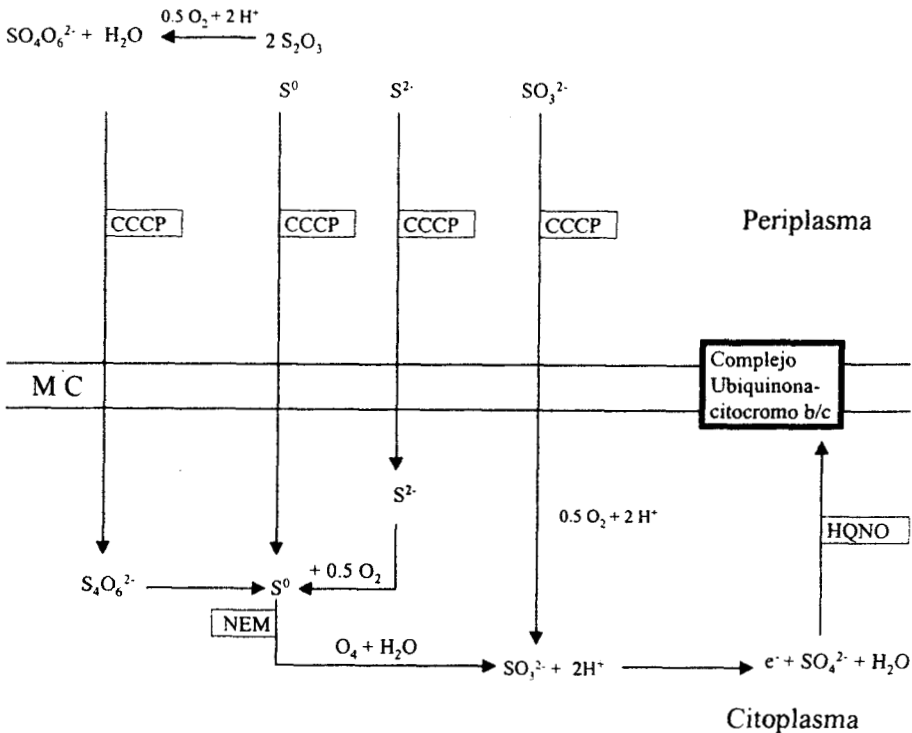 0.5 O₂ + 2 H⁺
SO₄O₆²⁻ + H₂O
2 S₂O₃
S⁰
S²⁻
SO₃²⁻
CCCP
CCCP
CCCP
CCCP
Periplasma
M C
Complejo
Ubiquinona-
citocromo b/c
S²⁻
0.5 O₂ + 2 H⁺
HQNO
S₄O₆²⁻
S⁰
+ 0.5 O₂
NEM
O₄ + H₂O
SO₃²⁻ + 2H⁺
e⁻ + SO₄²⁻ + H₂O
Citoplasma